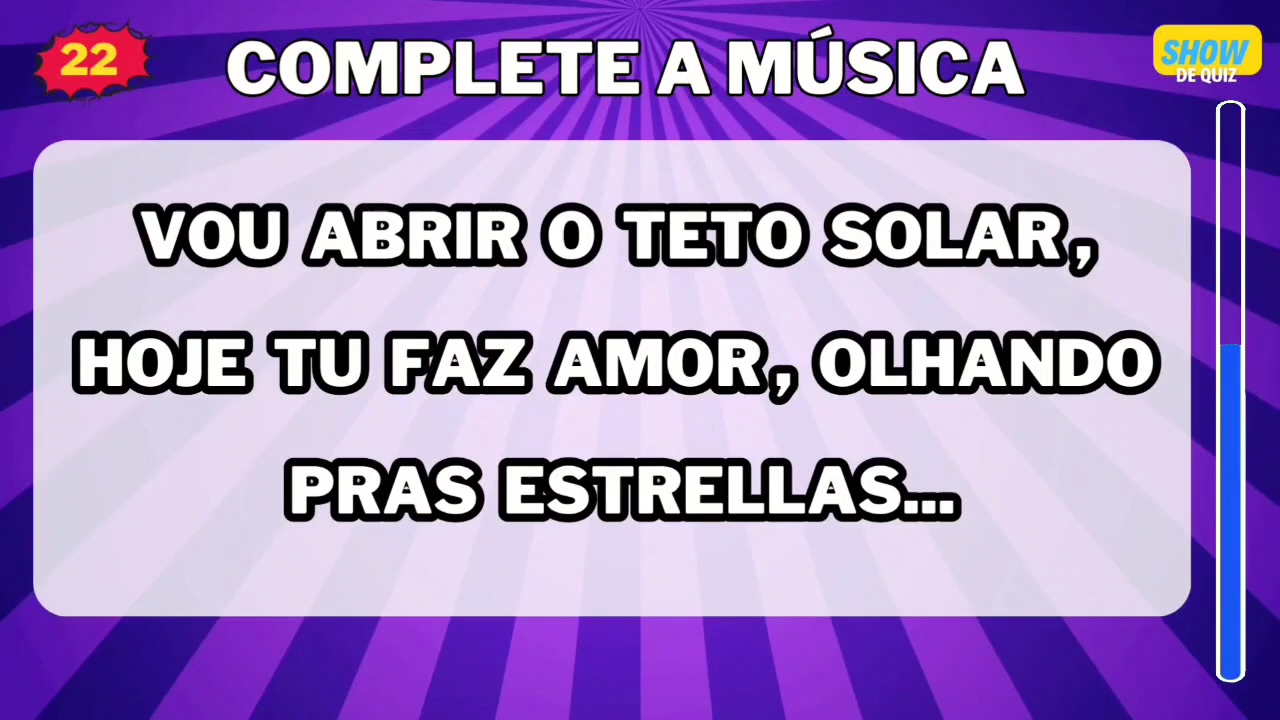 22
COMPLETE A MÚSICA
SHOW
DE QUIZ
VOU ABRIR O TETO SOLAR,
HOJE TU FAZ AMOR, OLHANDO
PRAS ESTRELLAS...